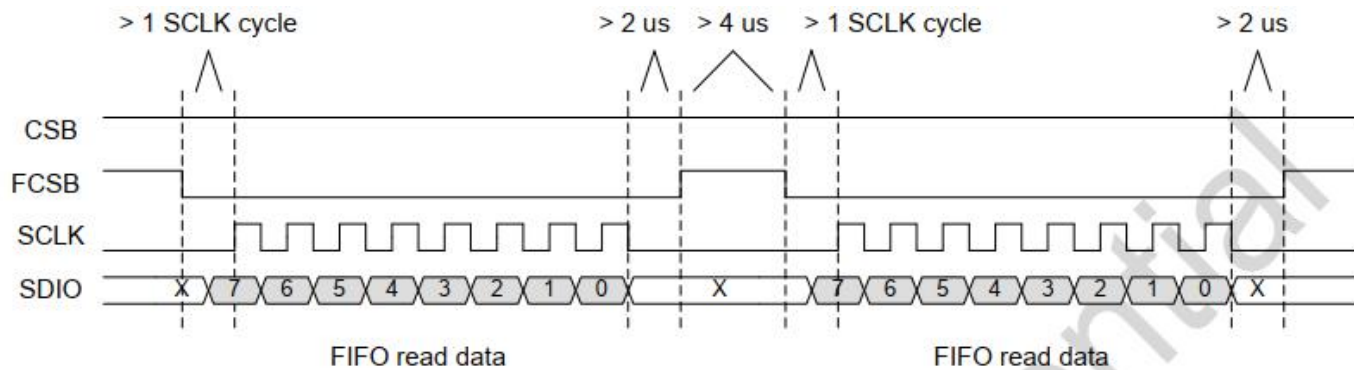 > 1 SCLK cycle > 2 us > 4 us > 1 SCLK cycle > 2 us
CSB
FCSB
SCLK
SDIO X 7 6 5 4 3 2 1 0 X 7 6 5 4 3 2 1 0 X
FIFO read data FIFO read data
ential